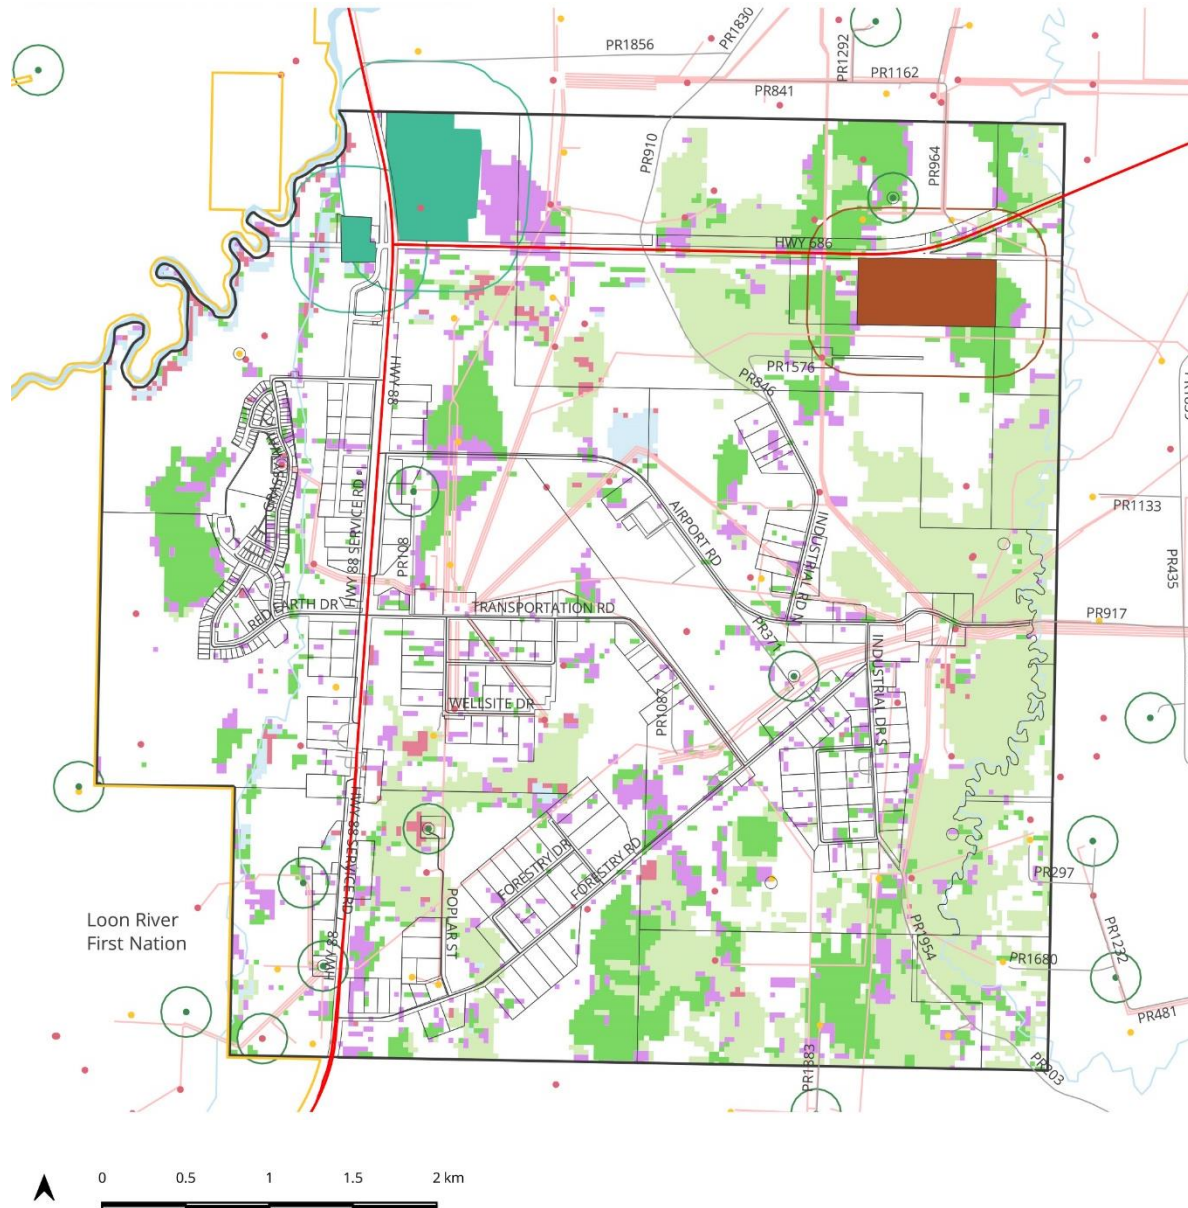 PR1830
PR1856
PR1292
PR1162
PR841
PR910
PR964
HWY 686
PR1576
PR846
HWY 88
PR1133
PR435
HWY 88 SERVICE RD
PR108
AIRPORT RD
INDUSTRIAL RD N
RED EARTH DR
TRANSPORTATION RD
PR917
PR371
INDUSTRIAL DR S
WELLSITE DR
PR1087
HWY 88 SERVICE RD
FORESTRY DR
FORESTRY RD
PR297
Loon River
First Nation
POPLAR ST
HWY 88
PR1954
PR1232
PR1680
PR481
PR1383
PR203
0 0.5 1 1.5 2 km